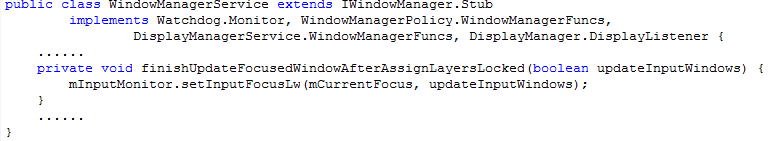 public class WindowManagerService extends IWindowManager.Stub
        implements Watchdog.Monitor, WindowManagerPolicy.WindowManagerFuncs,
                DisplayManagerService.WindowManagerFuncs, DisplayManager.DisplayListener {
    ......
    private void finishUpdateFocusedWindowAfterAssignLayersLocked(boolean updateInputWindows) {
        mInputMonitor.setInputFocusLw(mCurrentFocus, updateInputWindows);
    }
    ......
}